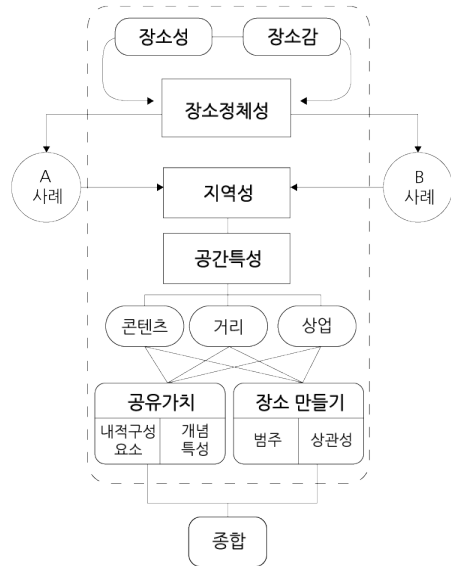 장소성
장소감
장소정체성
A
사례
B
사례
지역성
공간특성
콘텐츠
거리
상업
공유가치
내적구성
요소
개념
특성
장소 만들기
범주
상관성
종합